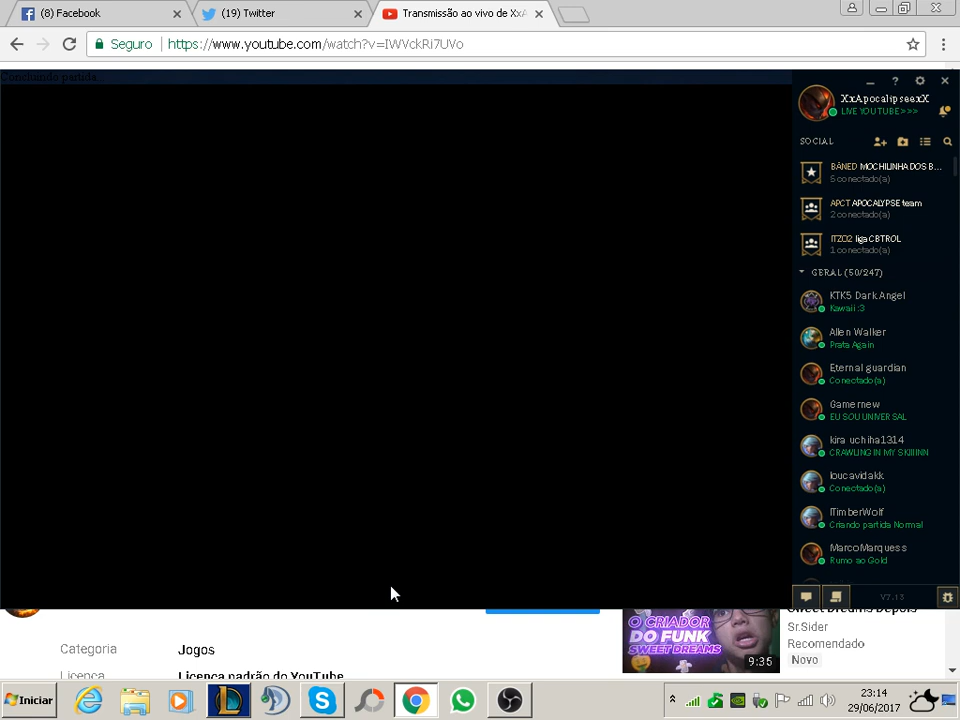 (8) Facebook
(19) Twitter
Transmissão ao vivo de XxA
Seguro
https://www.youtube.com/watch?v=IWVckRi7UVo
Concluindo partida...
XxApocalipseexX
LIVE YOUTUBE>>>
SOCIAL
BÁNED MOCHILINHA DOS B...
5 conectado(a)
APCT APOCALYPSE team
2 conectado(a)
ITZO2 liga CBTROL
1 conectado(a)
GERAL (50/247)
KTK5 Dark Angel
Kawaii :3
Allen Walker
Prata Again
Eternal guardian
Conectado(a)
Gamernew
EU SOU UNIVERSAL
kira uchiha1314
CRAWLING IN MY SKIIINN
loucavidakk
Conectado(a)
ITimberWolf
Criando partida Normal
MarcoMarquess
Rumo ao Gold
V7.13
Sweet Dreams Depois
Sr.Sider
Recomendado
Novo
O CRIADOR
DO FUNK
SWEET DREAMS
9:35
Categoria
Jogos
Licença
Licença padrão do YouTube
Iniciar
23:14
29/06/2017